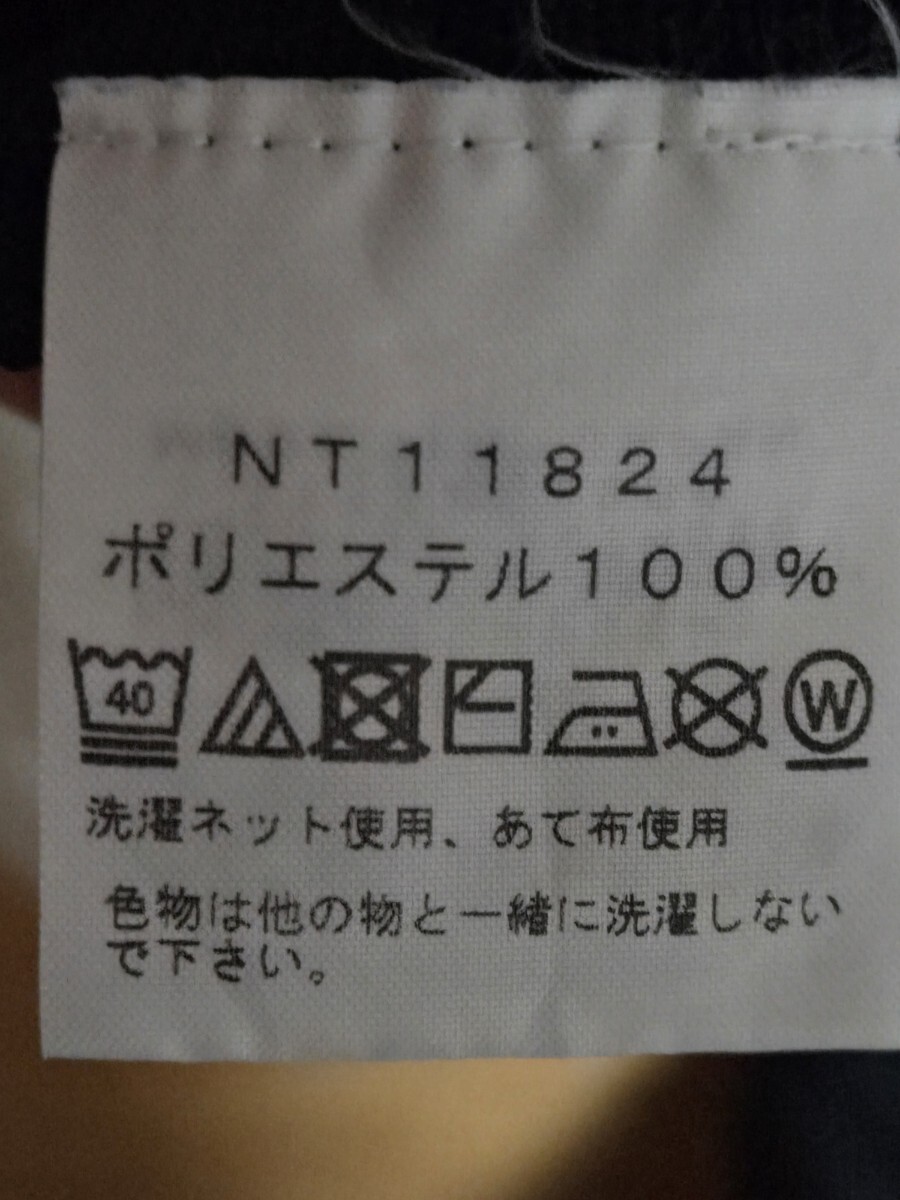 NT11824
ポリエステル100%
40 W
洗濯ネット使用、あて布使用
色物は他の物と一緒に洗濯しない
で下さい。